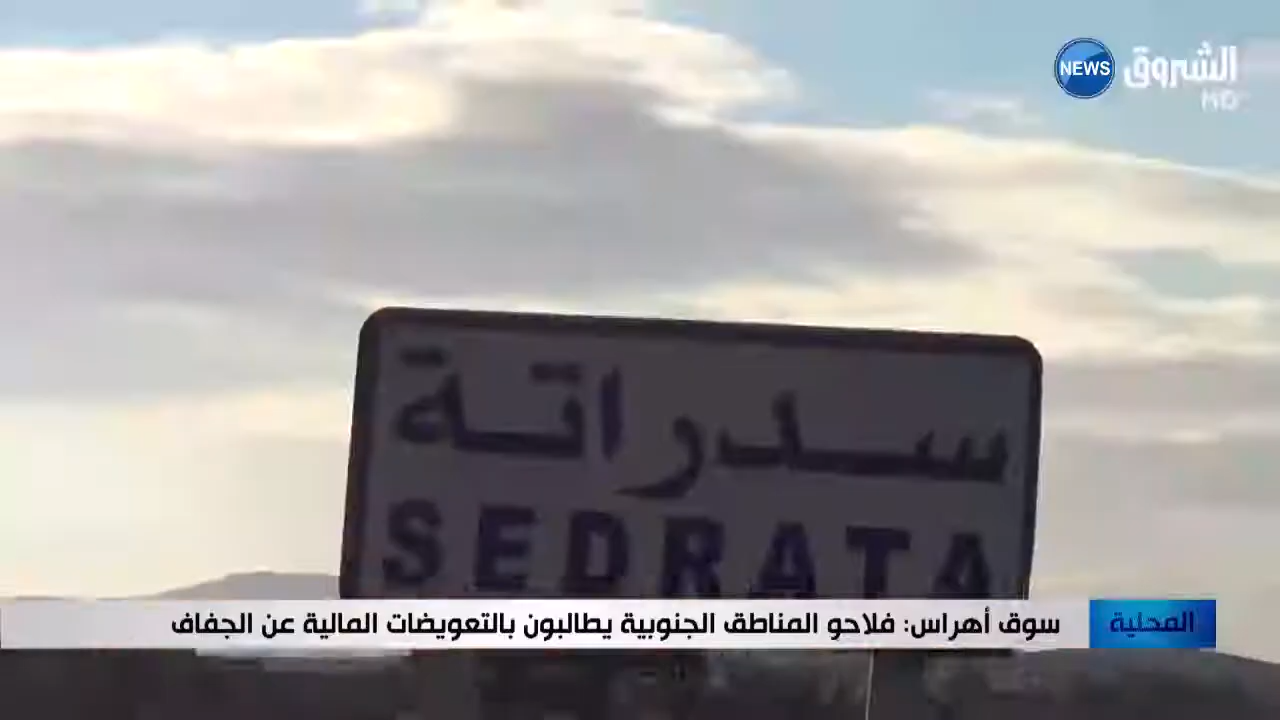 NEWS الشروق
HD
سدراتة
SEDRATA
المحلية
سوق أهراس: فلاحو المناطق الجنوبية يطالبون بالتعويضات المالية عن الجفاف